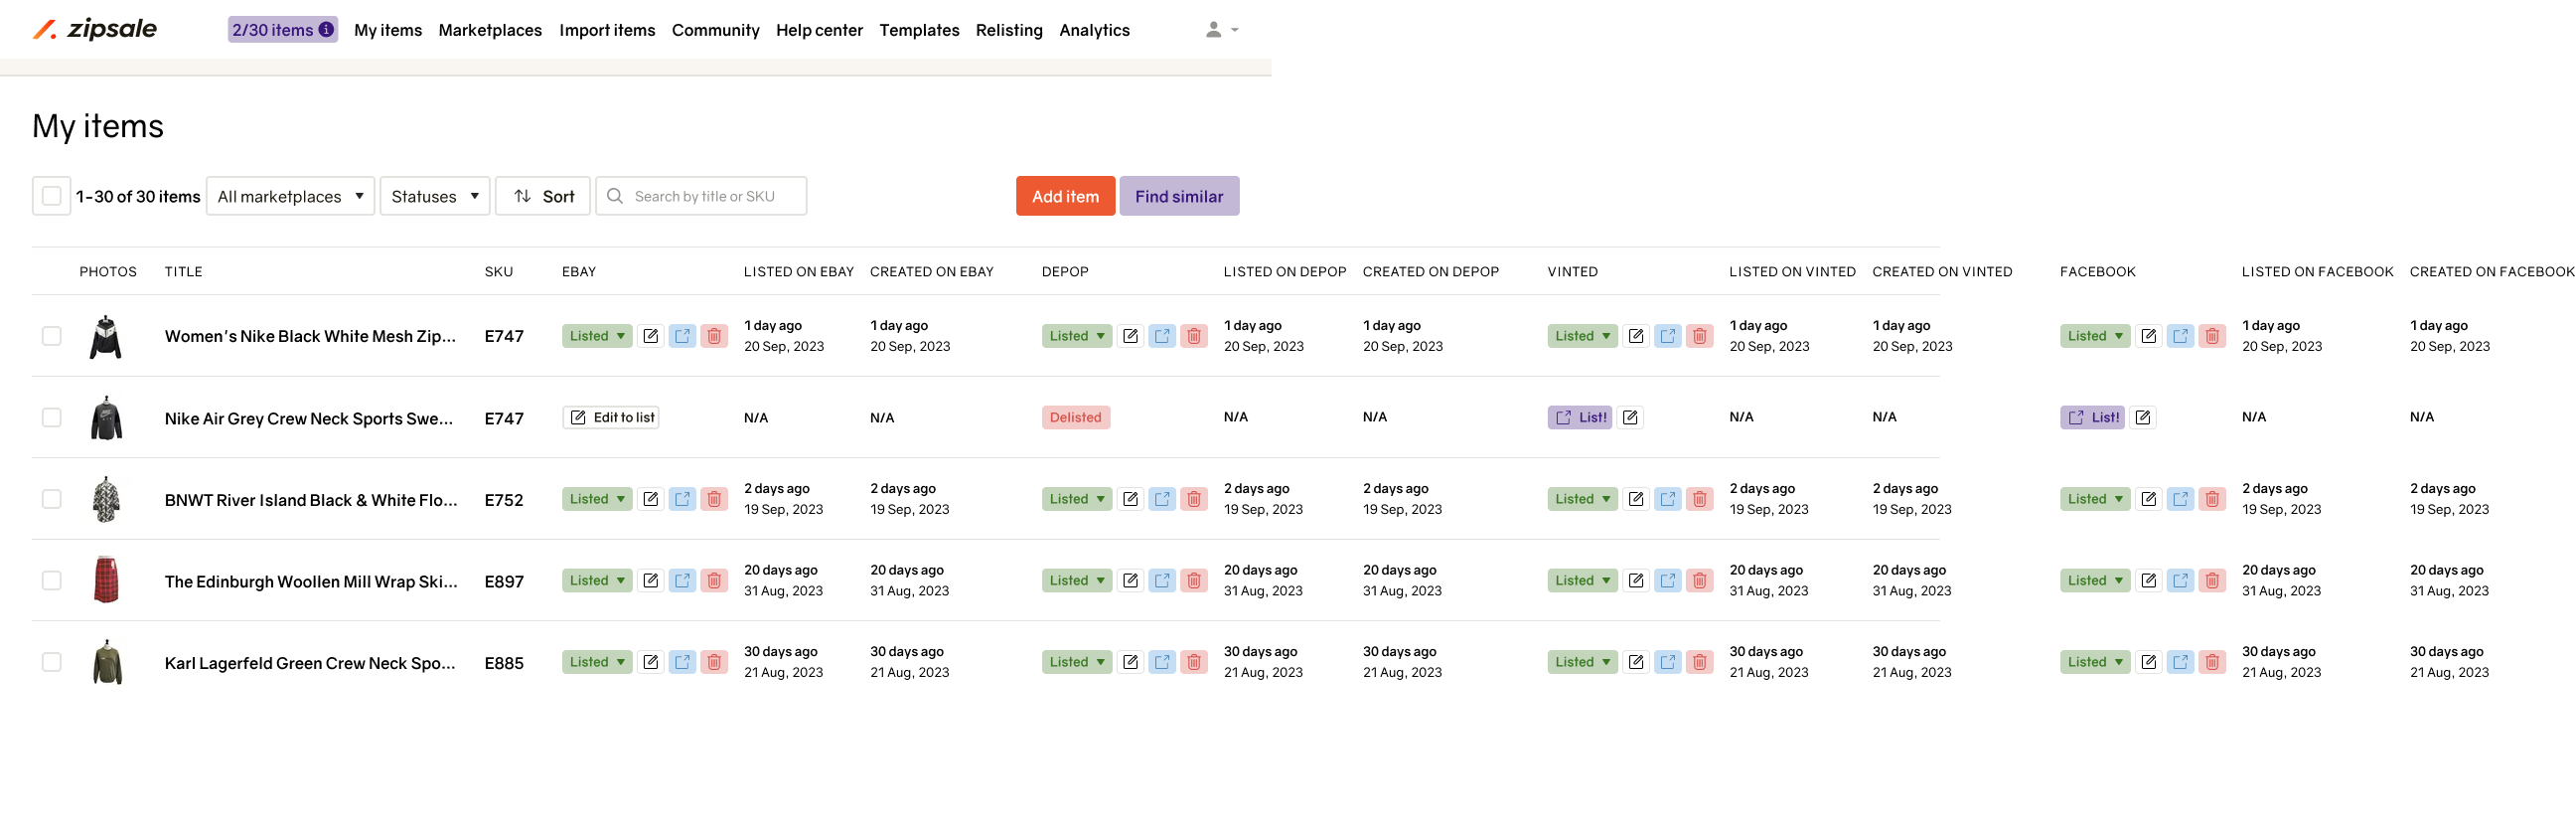 zipsale 2/30 items i My items Marketplaces Import items Community Help center Templates Relisting Analytics
My items
1–30 of 30 items All marketplaces Statuses Sort Search by title or SKU Add item Find similar
PHOTOS TITLE SKU EBAY LISTED ON EBAY CREATED ON EBAY DEPOP LISTED ON DEPOP CREATED ON DEPOP VINTED LISTED ON VINTED CREATED ON VINTED FACEBOOK LISTED ON FACEBOOK CREATED ON FACEBOOK
1 day ago 1 day ago 1 day ago 1 day ago 1 day ago 1 day ago 1 day ago 1 day ago
Women's Nike Black White Mesh Zip... E747 Listed Listed Listed Listed
20 Sep, 2023 20 Sep, 2023 20 Sep, 2023 20 Sep, 2023 20 Sep, 2023 20 Sep, 2023 20 Sep, 2023 20 Sep, 2023
Nike Air Grey Crew Neck Sports Swe... E747 Edit to list N/A N/A Delisted N/A N/A List! N/A N/A List! N/A N/A
2 days ago 2 days ago 2 days ago 2 days ago 2 days ago 2 days ago 2 days ago 2 days ago
BNWT River Island Black & White Flo... E752 Listed Listed Listed Listed
19 Sep, 2023 19 Sep, 2023 19 Sep, 2023 19 Sep, 2023 19 Sep, 2023 19 Sep, 2023 19 Sep, 2023 19 Sep, 2023
20 days ago 20 days ago 20 days ago 20 days ago 20 days ago 20 days ago 20 days ago 20 days ago
The Edinburgh Woollen Mill Wrap Ski... E897 Listed Listed Listed Listed
31 Aug, 2023 31 Aug, 2023 31 Aug, 2023 31 Aug, 2023 31 Aug, 2023 31 Aug, 2023 31 Aug, 2023 31 Aug, 2023
30 days ago 30 days ago 30 days ago 30 days ago 30 days ago 30 days ago 30 days ago 30 days ago
Karl Lagerfeld Green Crew Neck Spo... E885 Listed Listed Listed Listed
21 Aug, 2023 21 Aug, 2023 21 Aug, 2023 21 Aug, 2023 21 Aug, 2023 21 Aug, 2023 21 Aug, 2023 21 Aug, 2023